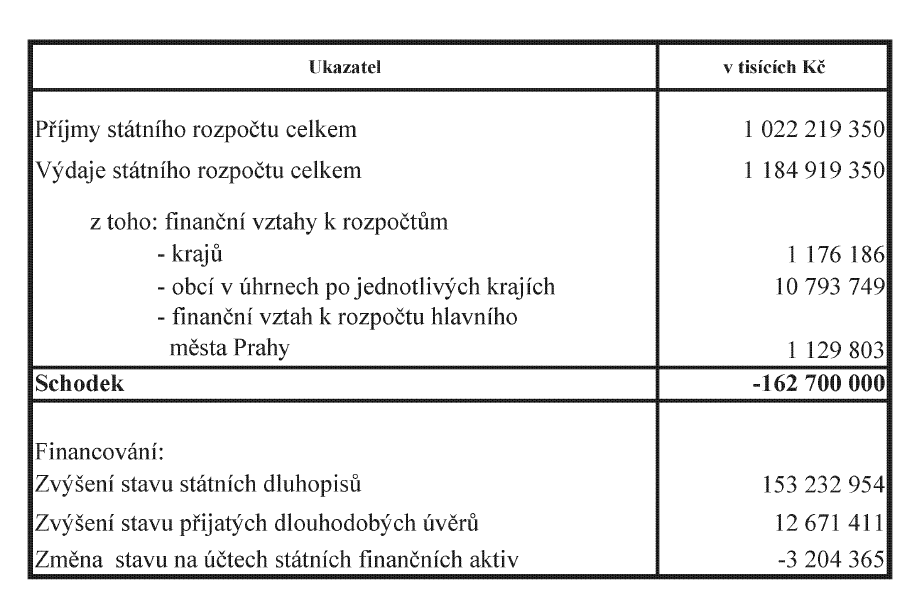 Ukazatel v tisících Kč
Příjmy státního rozpočtu celkem 1 022 219 350
Výdaje státního rozpočtu celkem 1 184 919 350
z toho: finanční vztahy k rozpočtům
- krajů 1 176 186
- obcí v úhrnech po jednotlivých krajích 10 793 749
- finanční vztah k rozpočtu hlavního
města Prahy 1 129 803
Schodek -162 700 000
Financování:
Zvýšení stavu státních dluhopisů 153 232 954
Zvýšení stavu přijatých dlouhodobých úvěrů 12 671 411
Změna stavu na účtech státních finančních aktiv -3 204 365